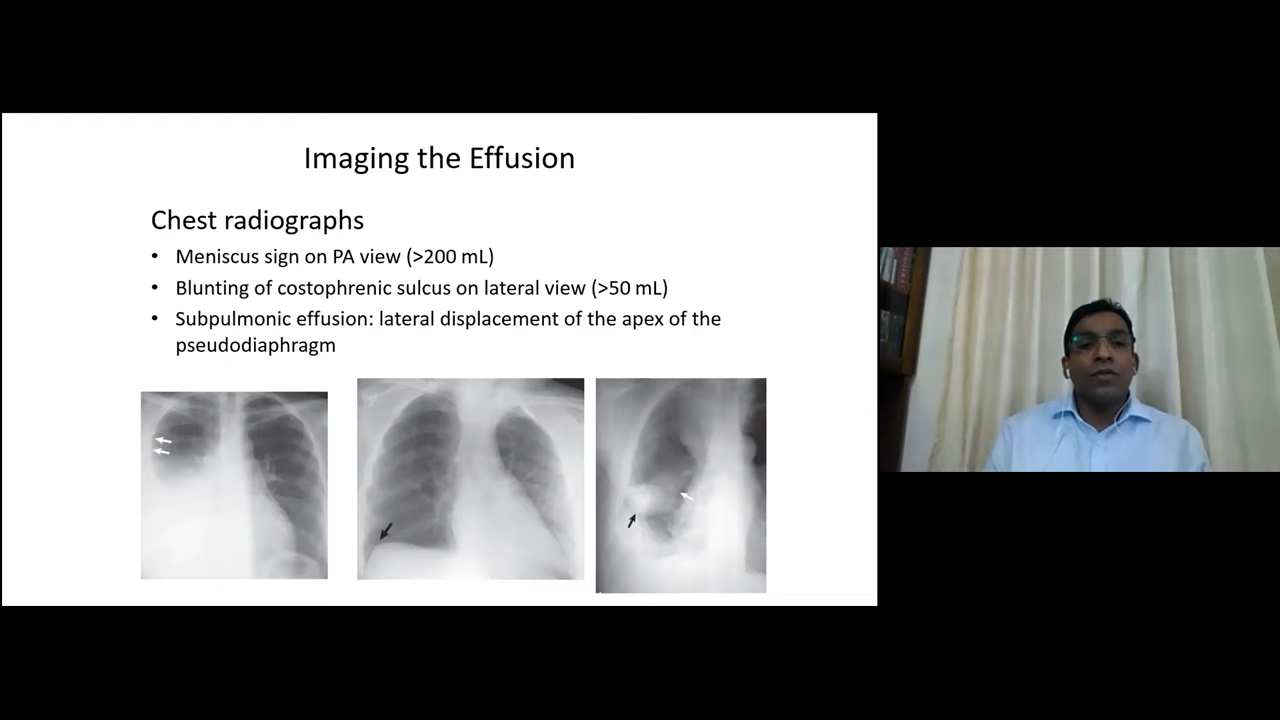 Imaging the Effusion
Chest radiographs
• Meniscus sign on PA view (>200 mL)
• Blunting of costophrenic sulcus on lateral view (>50 mL)
• Subpulmonic effusion: lateral displacement of the apex of the
pseudodiaphragm